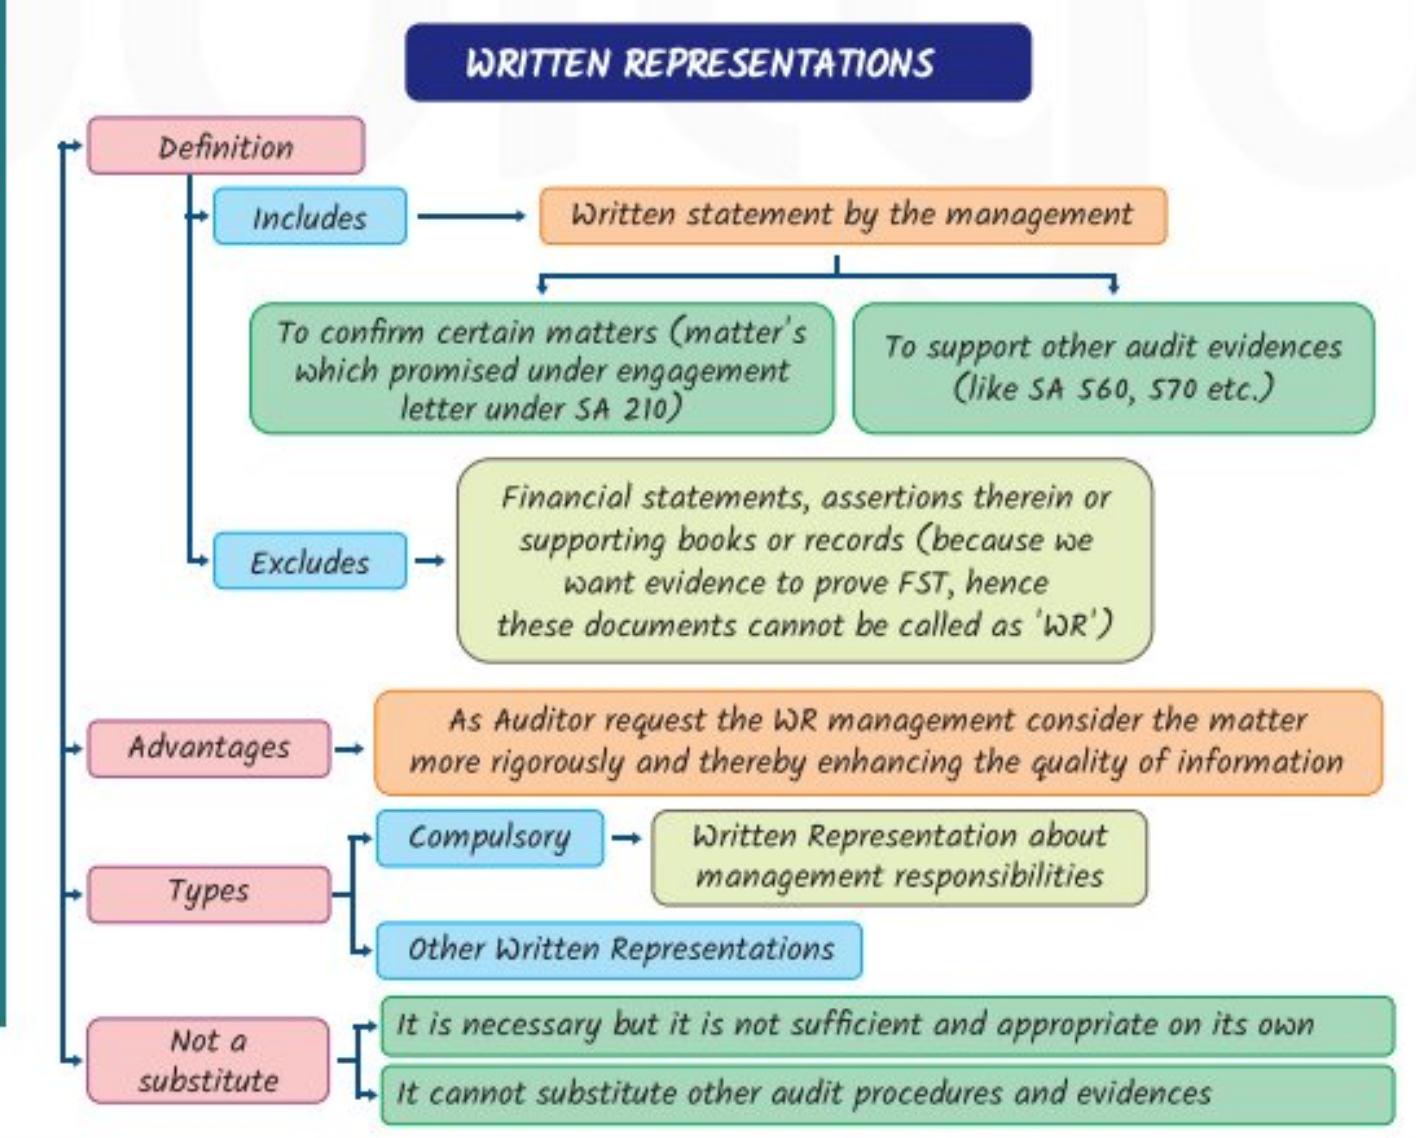 WRITTEN REPRESENTATIONS
Definition
Includes
Written statement by the management
To confirm certain matters (matter's
which promised under engagement
letter under SA 210)
To support other audit evidences
(like SA 560, 570 etc.)
Excludes
Financial statements, assertions therein or
supporting books or records (because we
want evidence to prove FST, hence
these documents cannot be called as 'WR')
Advantages
As Auditor request the WR management consider the matter
more rigorously and thereby enhancing the quality of information
Types
Compulsory
Written Representation about
management responsibilities
Other Written Representations
Not a
substitute
It is necessary but it is not sufficient and appropriate on its own
It cannot substitute other audit procedures and evidences